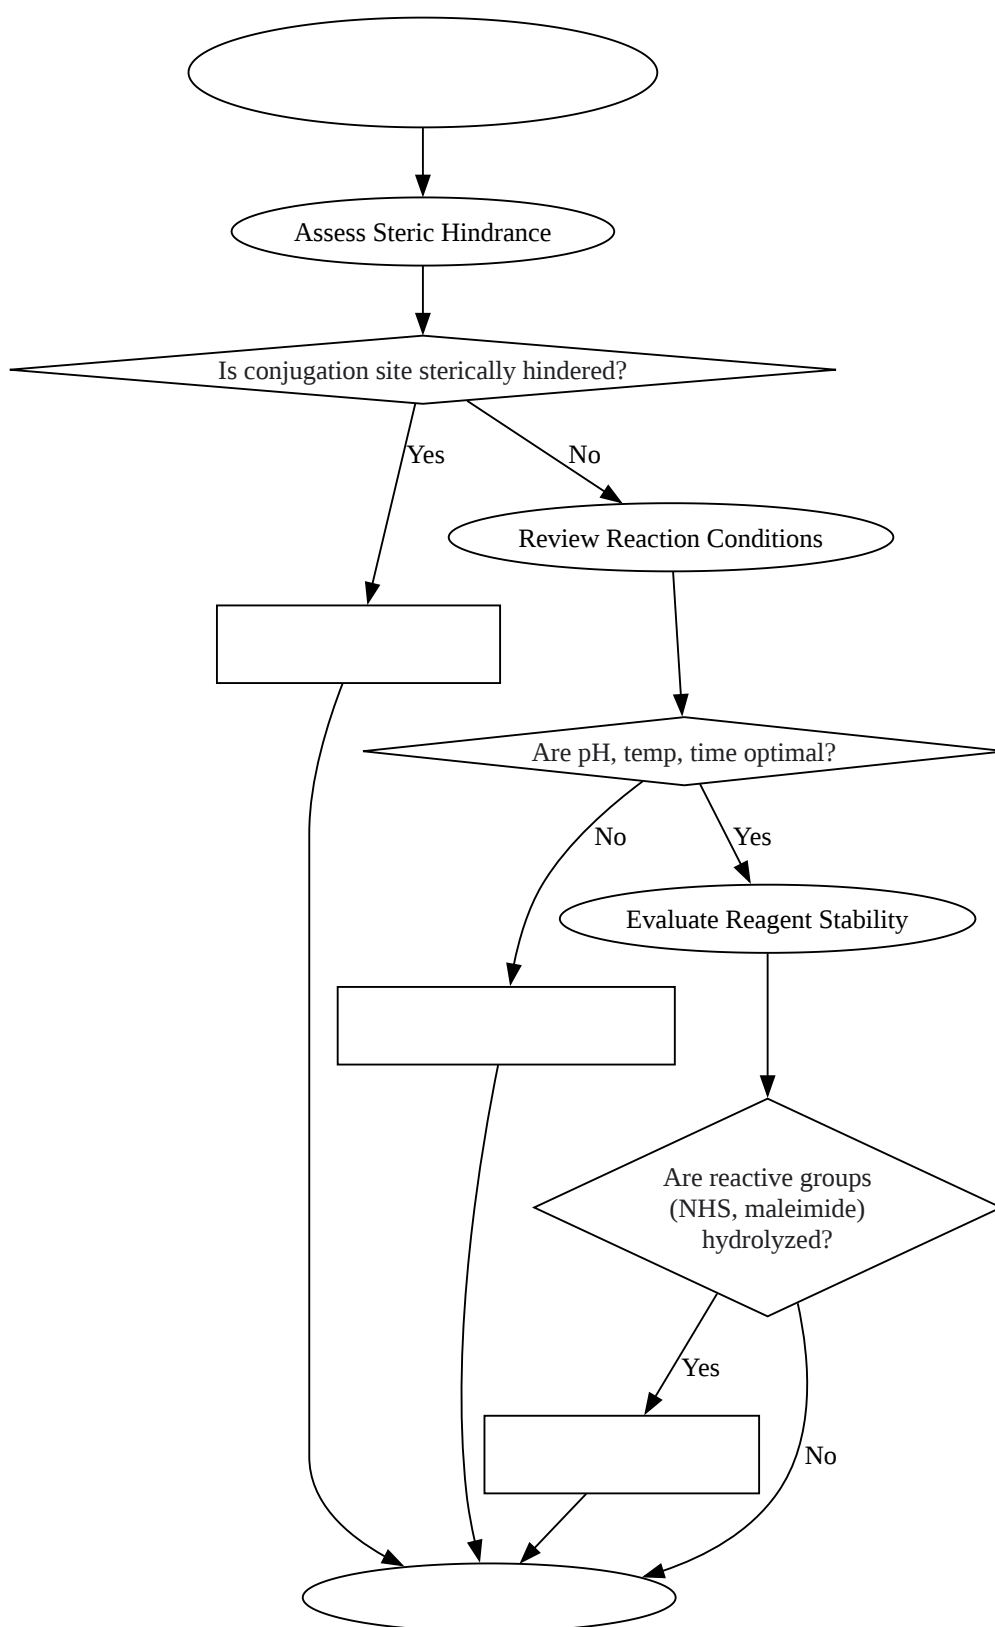 Assess Steric Hindrance
Is conjugation site sterically hindered?
Yes
No
Review Reaction Conditions
Are pH, temp, time optimal?
No
Yes
Evaluate Reagent Stability
Are reactive groups
(NHS, maleimide)
hydrolyzed?
Yes
No